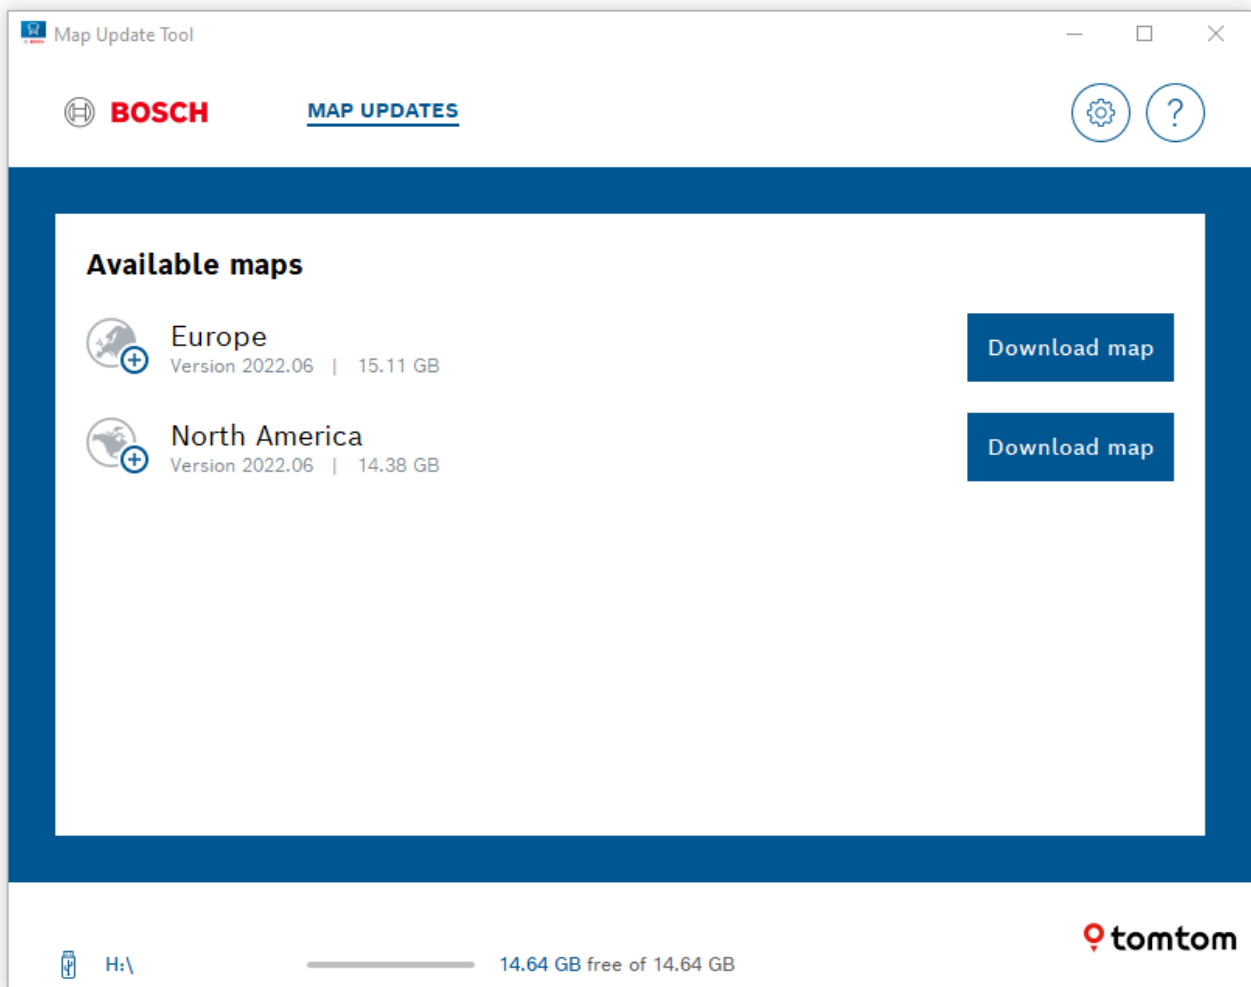 Map Update Tool
BOSCH
MAP UPDATES
?
Available maps
Europe
Version 2022.06 | 15.11 GB
Download map
North America
Version 2022.06 | 14.38 GB
Download map
tomtom
H:\
14.64 GB free of 14.64 GB